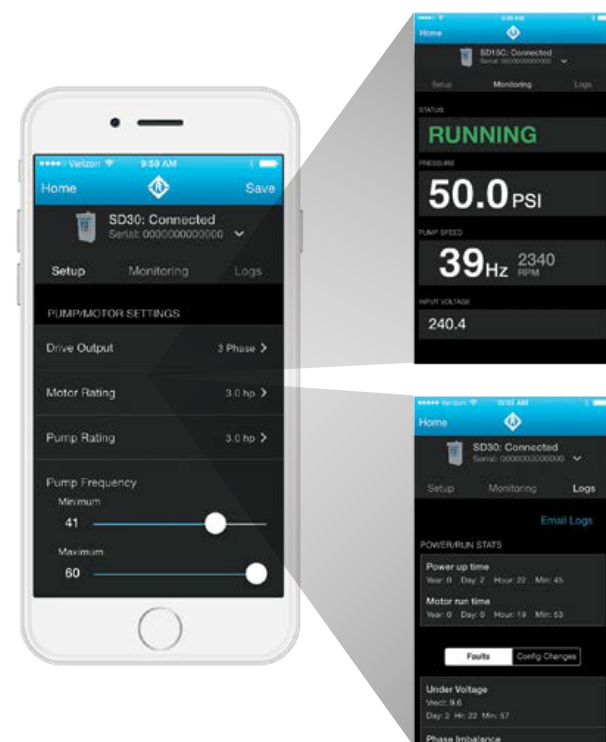 Verizon 9:59 AM
Home Save
SD30: Connected
Serial: 0000000000000
Setup Monitoring Logs
PUMP/MOTOR SETTINGS
Drive Output 3 Phase >
Motor Rating 3.0 hp >
Pump Rating 3.0 hp >
Pump Frequency
Minimum
41
Maximum
60
Home
SD15C: Connected
Serial: 0000000000000
Setup Monitoring Logs
STATUS
RUNNING
PRESSURE
50.0 PSI
PUMP SPEED
39 Hz 2340 RPM
INPUT VOLTAGE
240.4
Verizon 10:05 AM
Home
SD30: Connected
Serial: 0000000000000
Setup Monitoring Logs
Email Logs
POWER/RUN STATS
Power up time
Year: 0 Day: 2 Hour: 22 Min: 45
Motor run time
Year: 0 Day: 0 Hour: 19 Min: 53
Faults Config Changes
Under Voltage
9.6
Day: 2 Hr: 22 Min: 57
Phase Imbalance